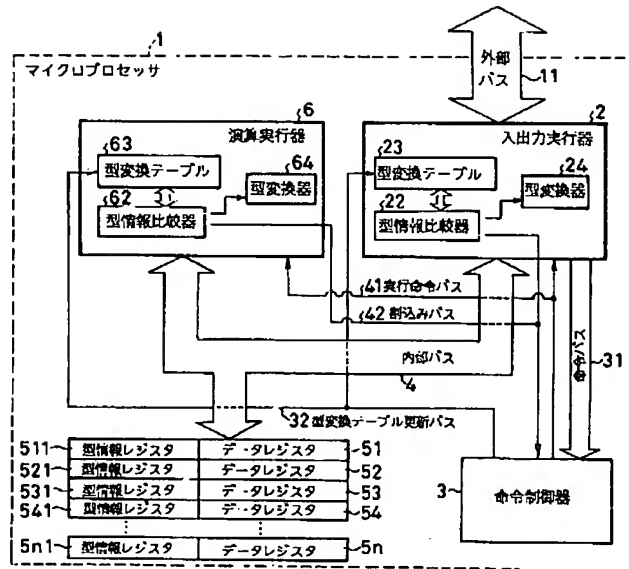 1
マイクロプロセッサ
外部
バス
11
6
演算実行器
63
型変換テーブル
64
型変換器
62
型情報比較器
2
入出力実行器
23
型変換テーブル
24
型変換器
22
型情報比較器
41 実行命令バス
42 割込みバス
内部バス
4
命令バス
31
32 型変換テーブル更新バス
511 型情報レジスタ データレジスタ 51
521 型情報レジスタ データレジスタ 52
531 型情報レジスタ データレジスタ 53
541 型情報レジスタ データレジスタ 54
5n1 型情報レジスタ データレジスタ 5n
3
命令制御器